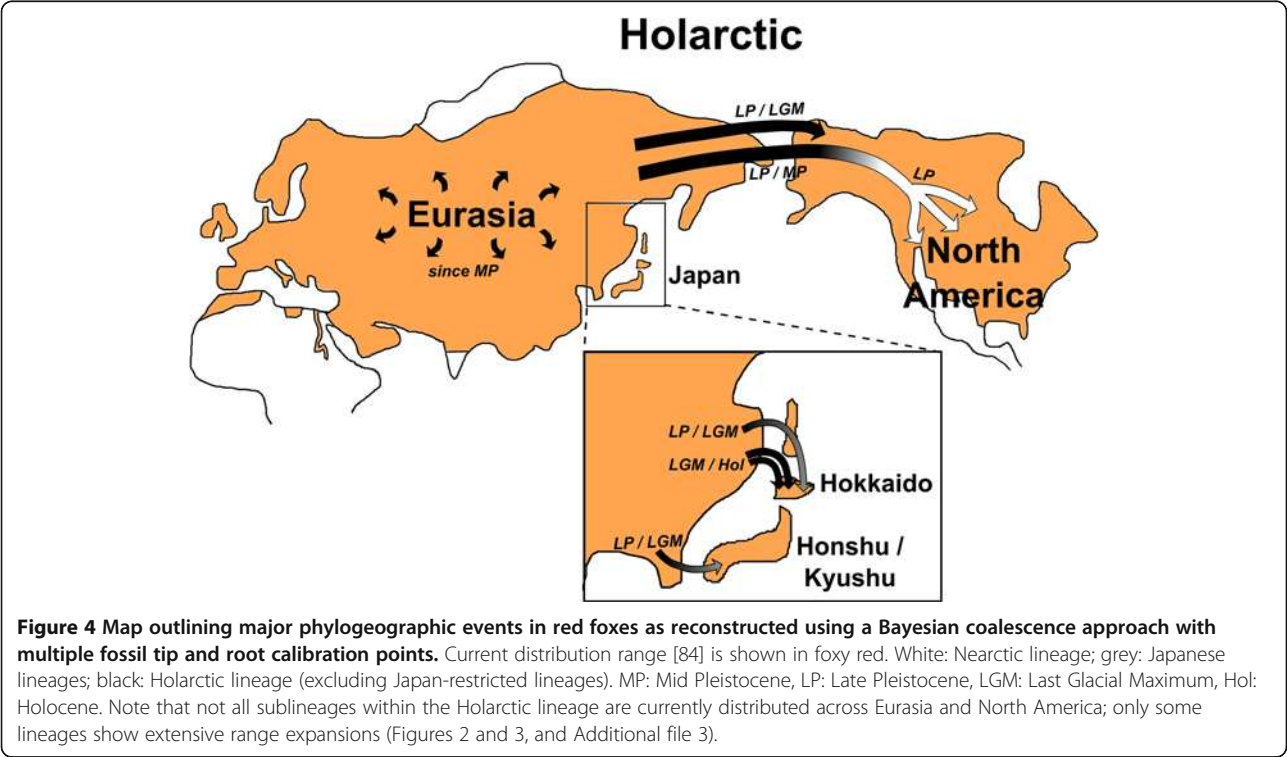 Holarctic
LP / LGM
LP / MP
LP
Eurasia
since MP
Japan
North
America
LP / LGM
LGM / Hol
Hokkaido
LP / LGM
Honshu /
Kyushu
Figure 4 Map outlining major phylogeographic events in red foxes as reconstructed using a Bayesian coalescence approach with
multiple fossil tip and root calibration points. Current distribution range [84] is shown in foxy red. White: Nearctic lineage; grey: Japanese
lineages; black: Holarctic lineage (excluding Japan-restricted lineages). MP: Mid Pleistocene, LP: Late Pleistocene, LGM: Last Glacial Maximum, Hol:
Holocene. Note that not all sublineages within the Holarctic lineage are currently distributed across Eurasia and North America; only some
lineages show extensive range expansions (Figures 2 and 3, and Additional file 3).